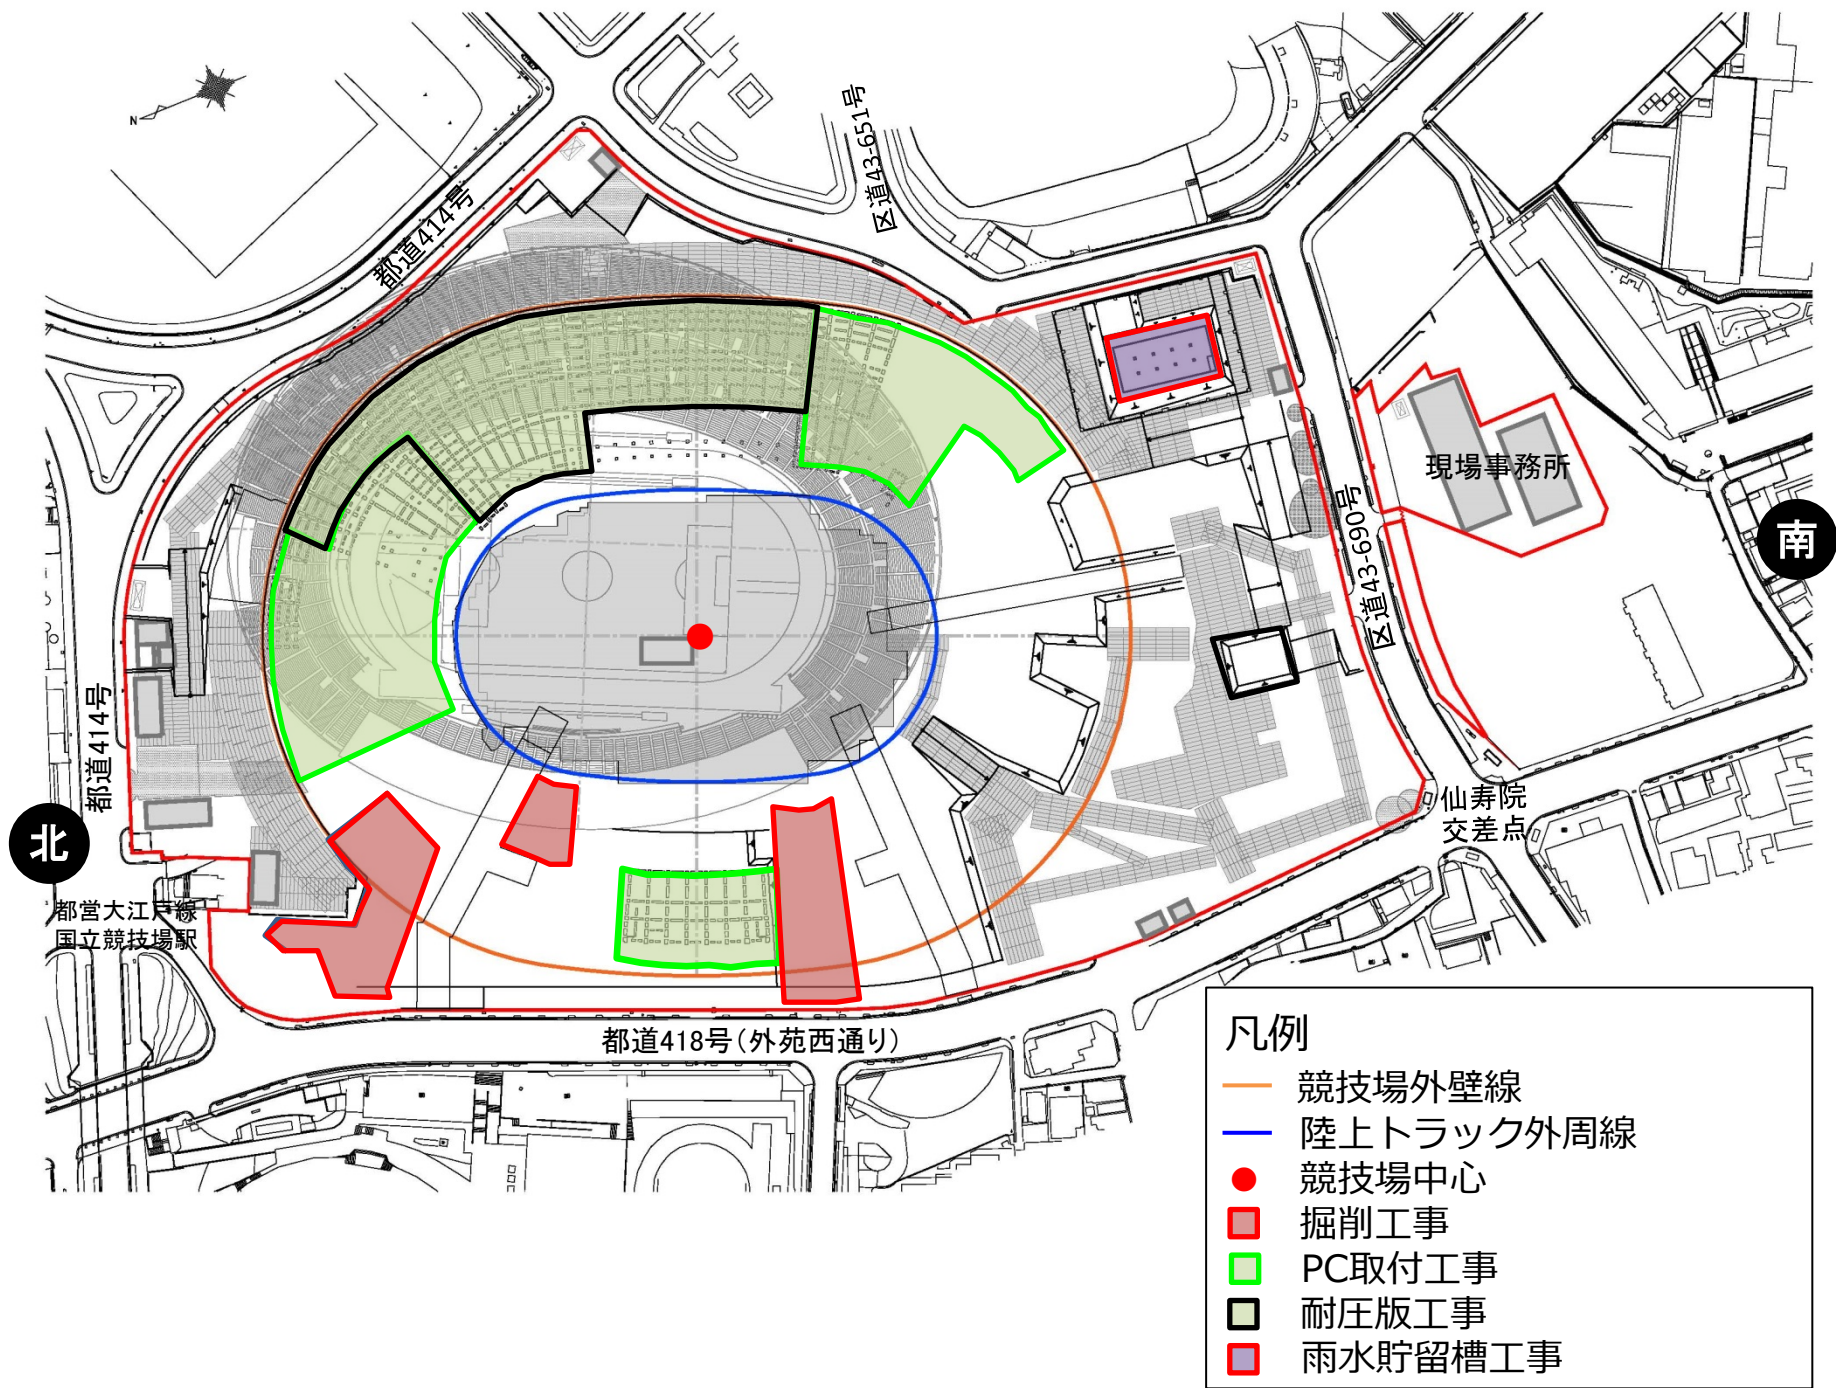 N
都道414号
区道43-651号
現場事務所
南
区道43-690号
都道414号
北
仙寿院
交差点
都営大江戸線
国立競技場駅
都道418号(外苑西通り)
凡例
競技場外壁線
陸上トラック外周線
競技場中心
掘削工事
PC取付工事
耐圧版工事
雨水貯留槽工事